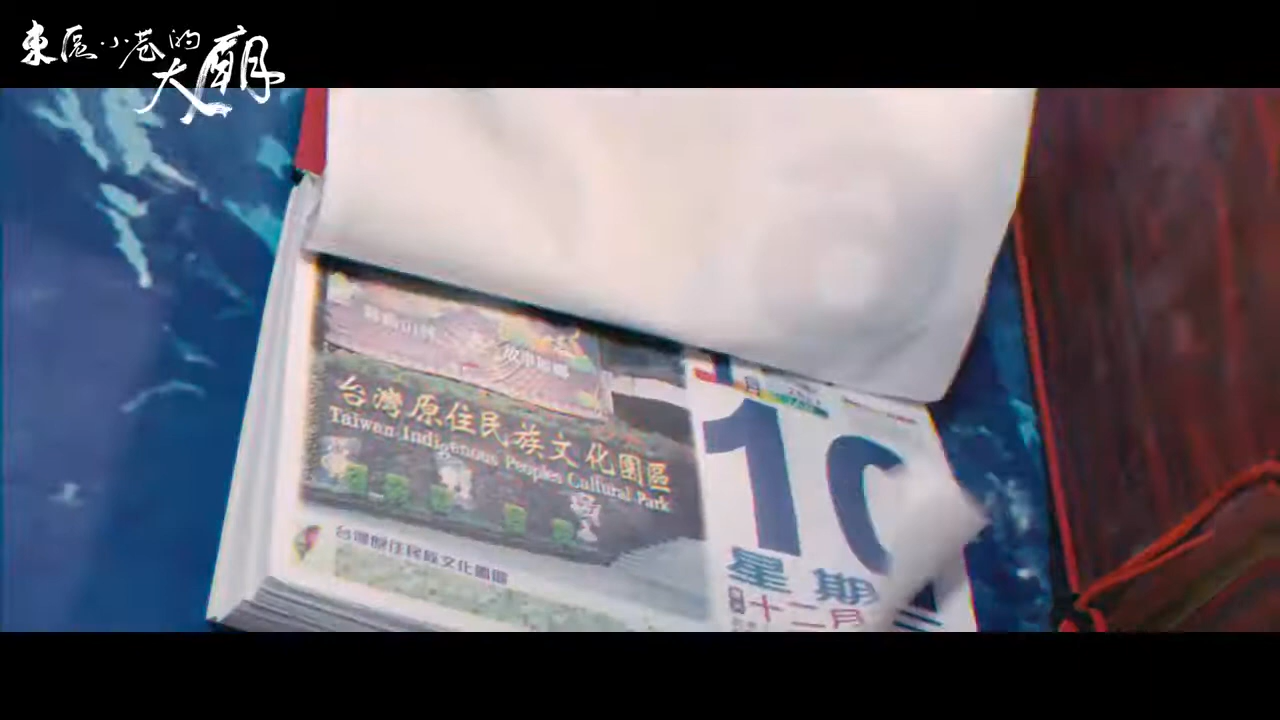 東區小巷的
大廟
台灣原住民族文化園區
Taiwan Indigenous Peoples Cultural Park
台灣原住民族文化園區
1月
10
星期
十二月